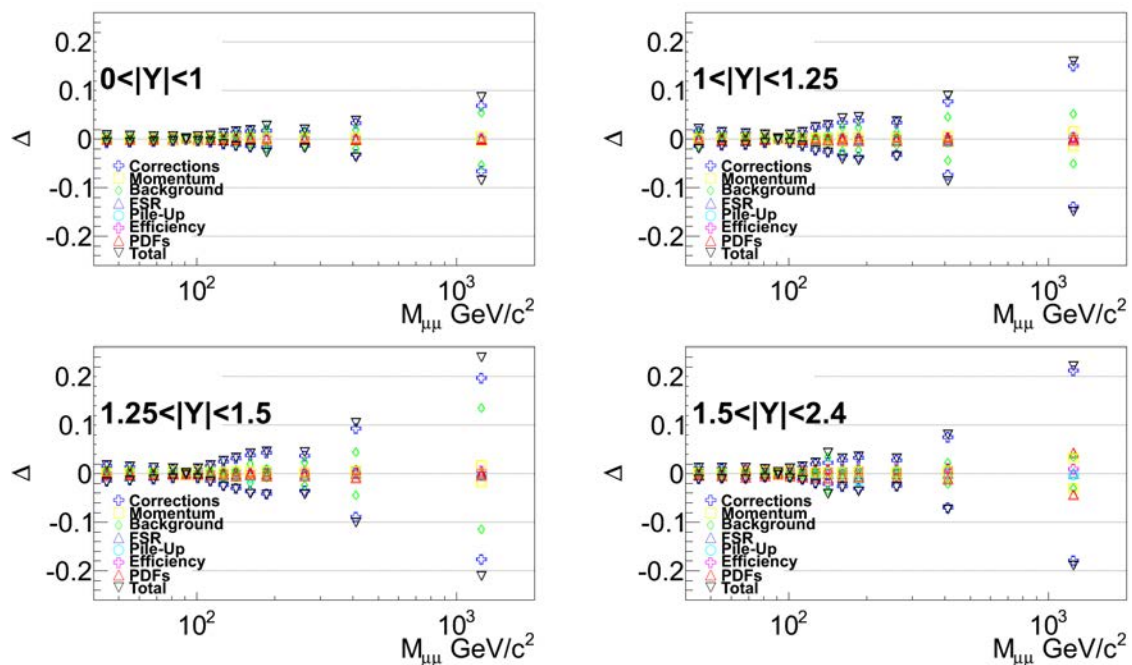 0.2
0.1
0
-0.1
-0.2
Δ
0<|Y|<1
Corrections
Momentum
Background
FSR
Pile-Up
Efficiency
PDFs
Total
10² 10³
M_μμ GeV/c²
0.2
0.1
0
-0.1
-0.2
Δ
1<|Y|<1.25
Corrections
Momentum
Background
FSR
Pile-Up
Efficiency
PDFs
Total
10² 10³
M_μμ GeV/c²
0.2
0.1
0
-0.1
-0.2
Δ
1.25<|Y|<1.5
Corrections
Momentum
Background
FSR
Pile-Up
Efficiency
PDFs
Total
10² 10³
M_μμ GeV/c²
0.2
0.1
0
-0.1
-0.2
Δ
1.5<|Y|<2.4
Corrections
Momentum
Background
FSR
Pile-Up
Efficiency
PDFs
Total
10² 10³
M_μμ GeV/c²